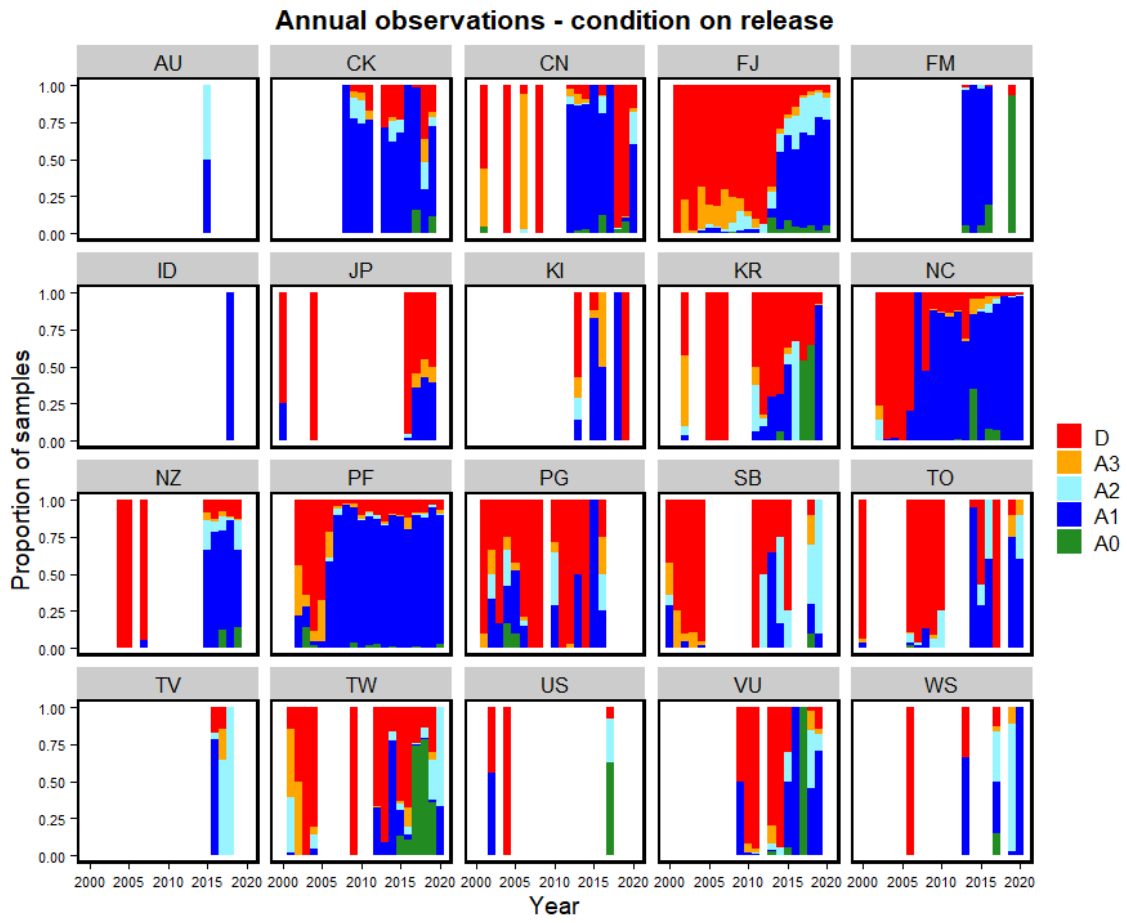 Annual observations - condition on release
AU CK CN FJ FM
1.00
0.75
0.50
0.25
0.00
ID JP KI KR NC
1.00
0.75
0.50
0.25
0.00
NZ PF PG SB TO
1.00
0.75
0.50
0.25
0.00
TV TW US VU WS
1.00
0.75
0.50
0.25
0.00
2000 2005 2010 2015 2020 2000 2005 2010 2015 2020 2000 2005 2010 2015 2020 2000 2005 2010 2015 2020 2000 2005 2010 2015 2020
Year
Proportion of samples
D
A3
A2
A1
A0